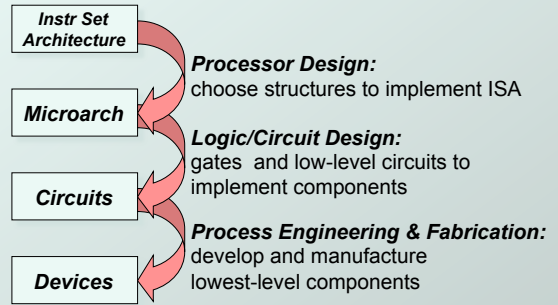 Instr Set
Architecture
Processor Design:
choose structures to implement ISA
Microarch
Logic/Circuit Design:
gates and low-level circuits to
implement components
Circuits
Process Engineering & Fabrication:
develop and manufacture
lowest-level components
Devices